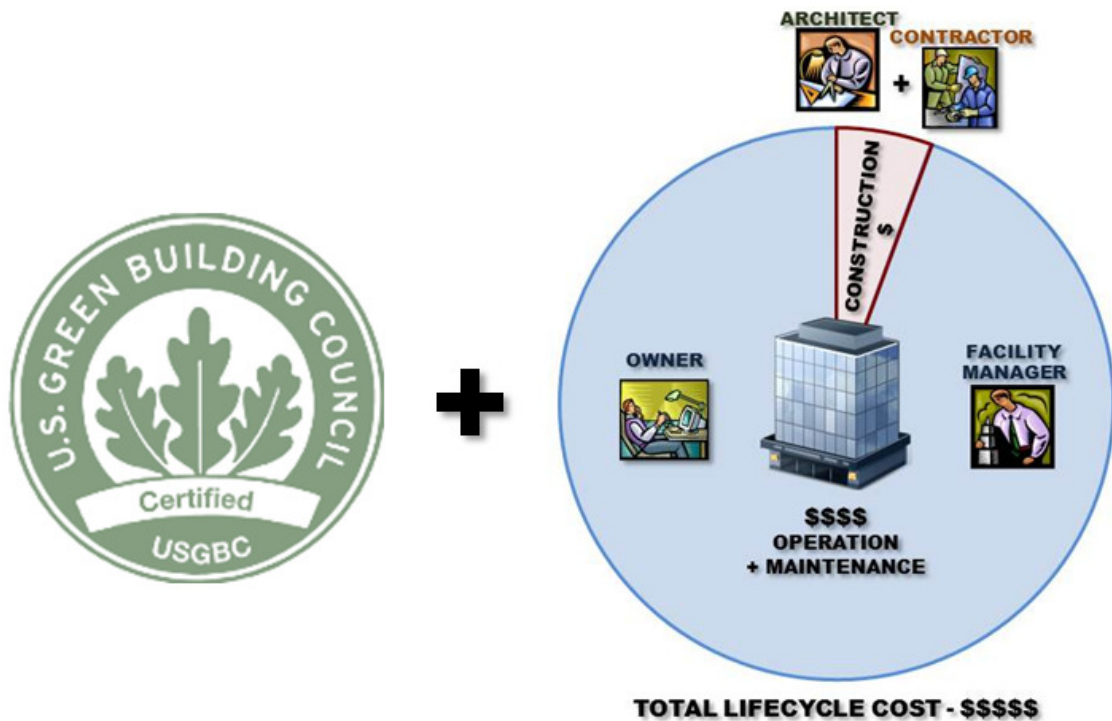 U.S. GREEN BUILDING COUNCIL
Certified
USGBC
ARCHITECT
CONTRACTOR
+
CONSTRUCTION
$
+
OWNER
FACILITY
MANAGER
$$$$
OPERATION
+ MAINTENANCE
TOTAL LIFECYCLE COST - $$$$$